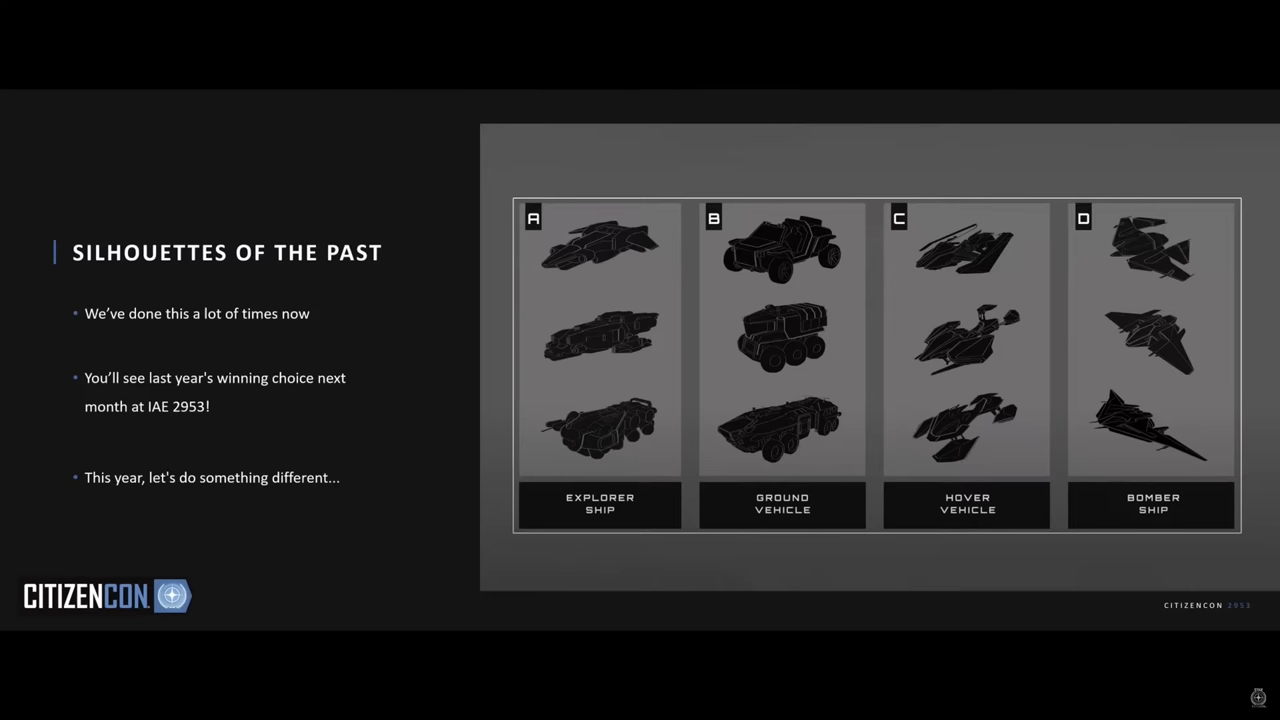 SILHOUETTES OF THE PAST
• We’ve done this a lot of times now
• You’ll see last year's winning choice next
month at IAE 2953!
• This year, let's do something different...
A
B
C
D
EXPLORER
SHIP
GROUND
VEHICLE
HOVER
VEHICLE
BOMBER
SHIP
CITIZENCON
CITIZENCON 2953